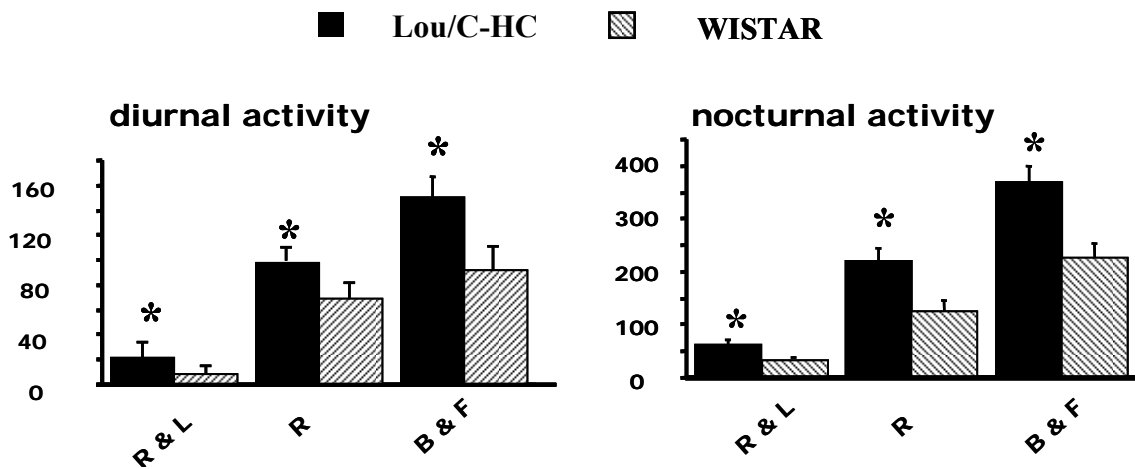 Lou/C-HC WISTAR
diurnal activity
*
*
*
160
120
80
40
0
R & L
R
B & F
nocturnal activity
*
*
*
400
300
200
100
0
R & L
R
B & F